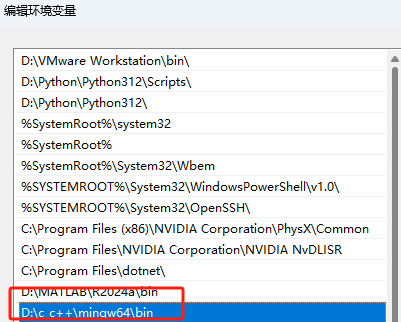 编辑环境变量
D:\VMware Workstation\bin\
D:\Python\Python312\Scripts\
D:\Python\Python312\
%SystemRoot%\system32
%SystemRoot%
%SystemRoot%\System32\Wbem
%SYSTEMROOT%\System32\WindowsPowerShell\v1.0\
%SYSTEMROOT%\System32\OpenSSH\
C:\Program Files (x86)\NVIDIA Corporation\PhysX\Common
C:\Program Files\NVIDIA Corporation\NVIDIA NvDLISR
C:\Program Files\dotnet\
D:\MATLAB\R2024a\bin
D:\c c++\mingw64\bin